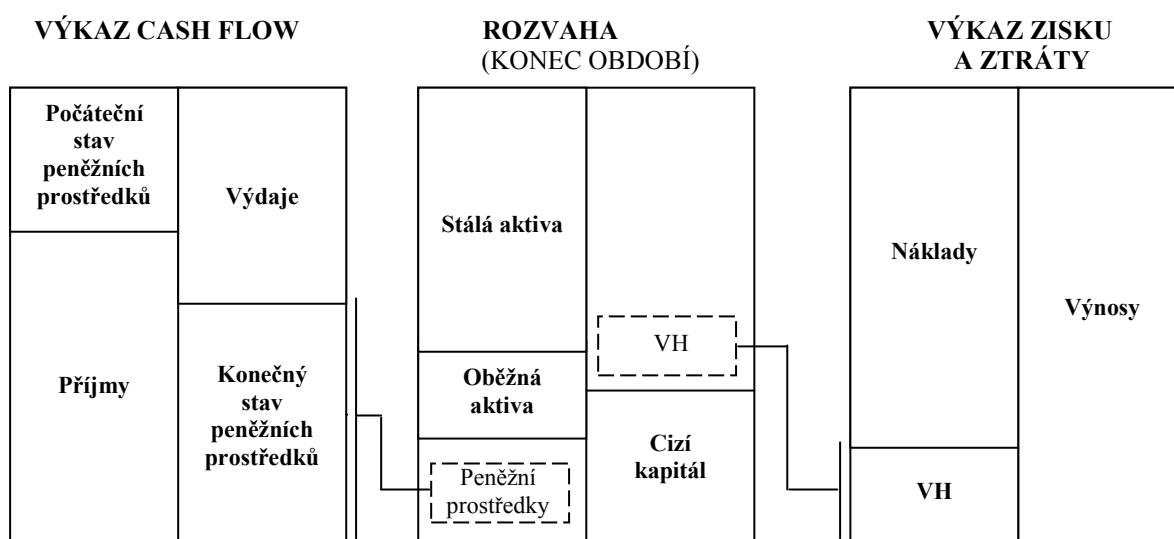 VÝKAZ CASH FLOW
Počáteční
stav
peněžních
prostředků
Výdaje
Příjmy
Konečný
stav
peněžních
prostředků
ROZVAHA
(KONEC OBDOBÍ)
Stálá aktiva
VH
Oběžná
aktiva
Cizí
kapitál
Peněžní
prostředky
VÝKAZ ZISKU
A ZTRÁTY
Náklady
Výnosy
VH